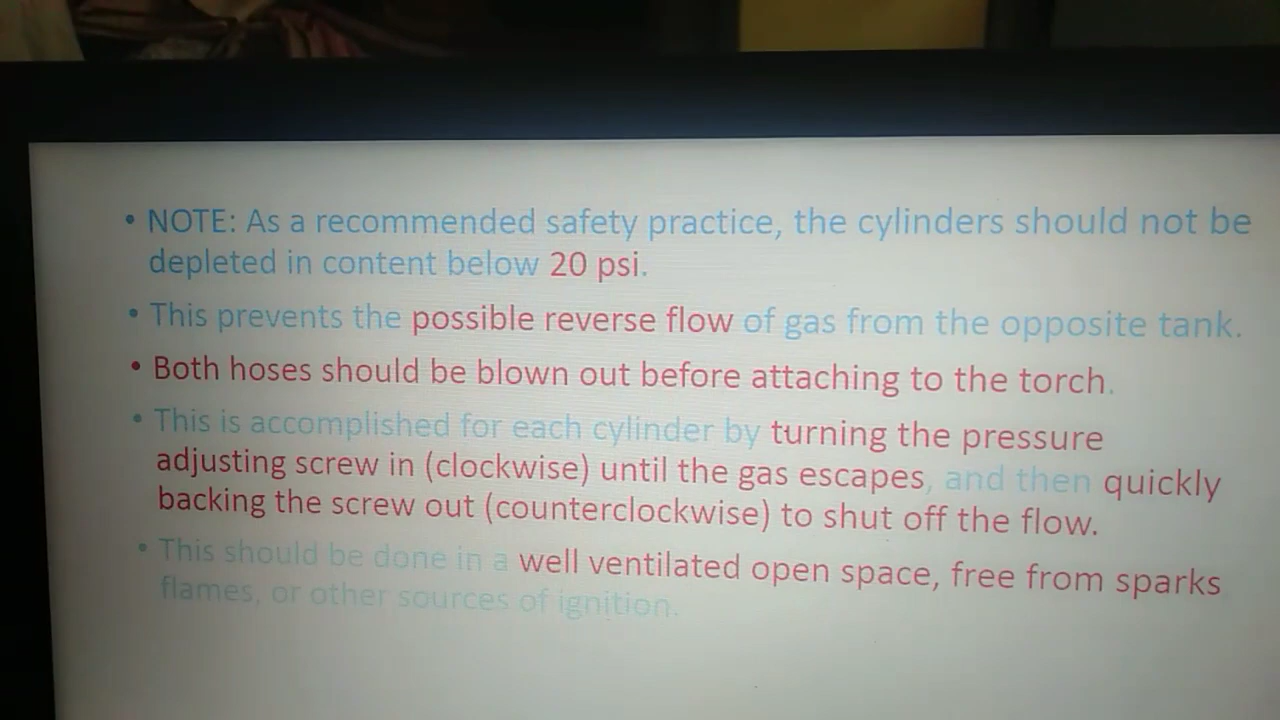 • NOTE: As a recommended safety practice, the cylinders should not be
depleted in content below 20 psi.
• This prevents the possible reverse flow of gas from the opposite tank.
• Both hoses should be blown out before attaching to the torch.
• This is accomplished for each cylinder by turning the pressure
adjusting screw in (clockwise) until the gas escapes, and then quickly
backing the screw out (counterclockwise) to shut off the flow.
• This should be done in a well ventilated open space, free from sparks
flames, or other sources of ignition.